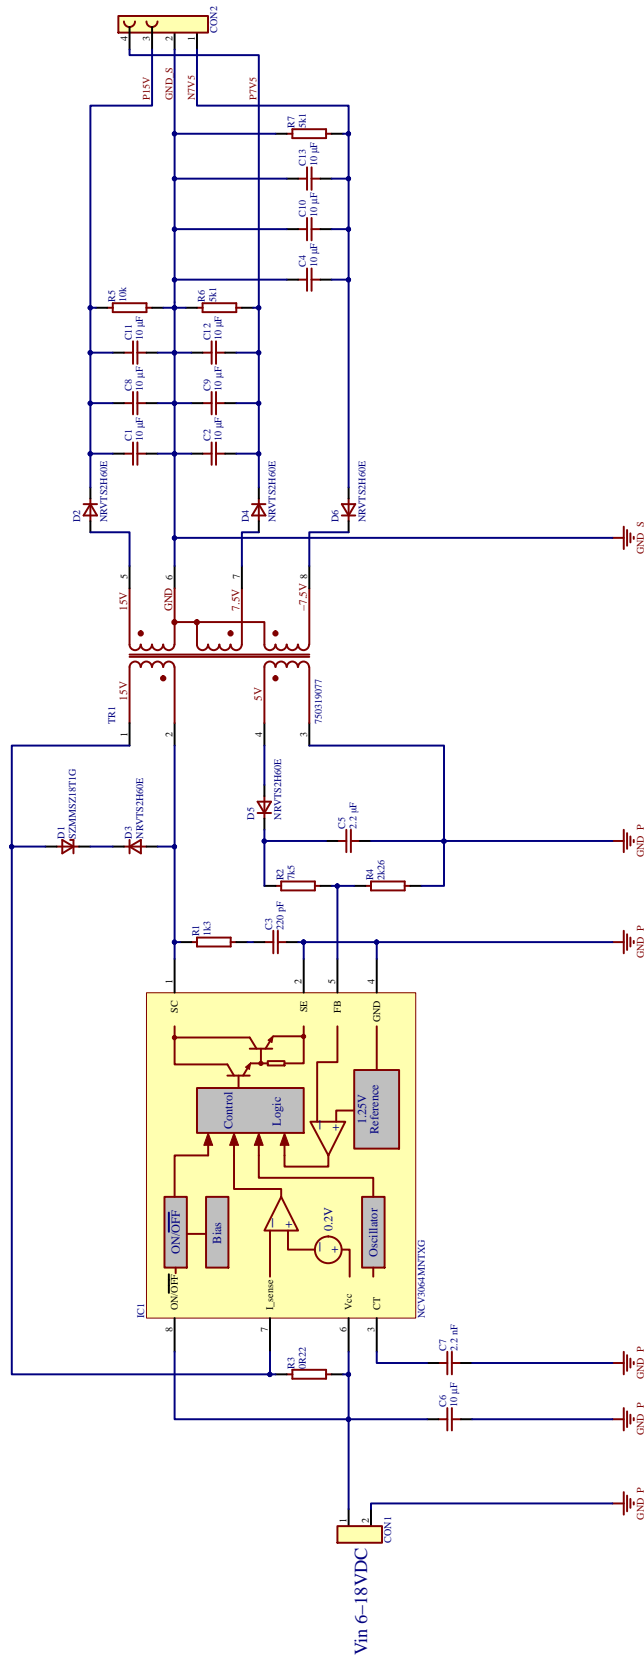 Vin 6-18VDC
CON1
1
2
GND_P
C6
10 µF
GND_P
C7
2.2 nF
GND_P
R3
0R22
8
7
6
3
IC1
NCV3064MNTXG
ON/OFF
I_sense
Vcc
CT
ON/OFF
Bias
0.2V
Oscillator
Control
Logic
1.25V
Reference
SC
SE
FB
GND
1
2
5
4
R1
1k3
C3
220 pF
GND_P
R2
7k5
R4
2k26
D1
SZMMSZ18T1G
D3
NRVTS2H60E
D5
NRVTS2H60E
C5
2.2 µF
GND_P
TR1
750319077
1
2
4
3
15V
5V
15V
GND
7.5V
-7.5V
5
6
7
8
GND_S
D2
NRVTS2H60E
D4
NRVTS2H60E
D6
NRVTS2H60E
C1
10 µF
C2
10 µF
C8
10 µF
C9
10 µF
C11
10 µF
C12
10 µF
R5
10k
R6
5k1
C4
10 µF
C10
10 µF
C13
10 µF
R7
5k1
P15V
GND_S
N7V5
P7V5
4
3
2
1
CON2